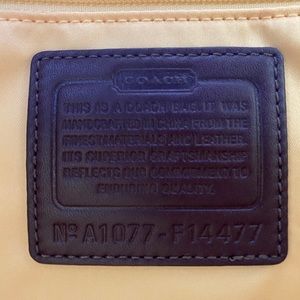 COACH
THIS IS A COACH BAG. IT WAS
HANDCRAFTED IN CHINA FROM THE
FINEST MATERIALS AND LEATHER.
ITS SUPERIOR CRAFTSMANSHIP
REFLECTS OUR COMMITMENT TO
ENDURING QUALITY.
Nº A1077-F14477